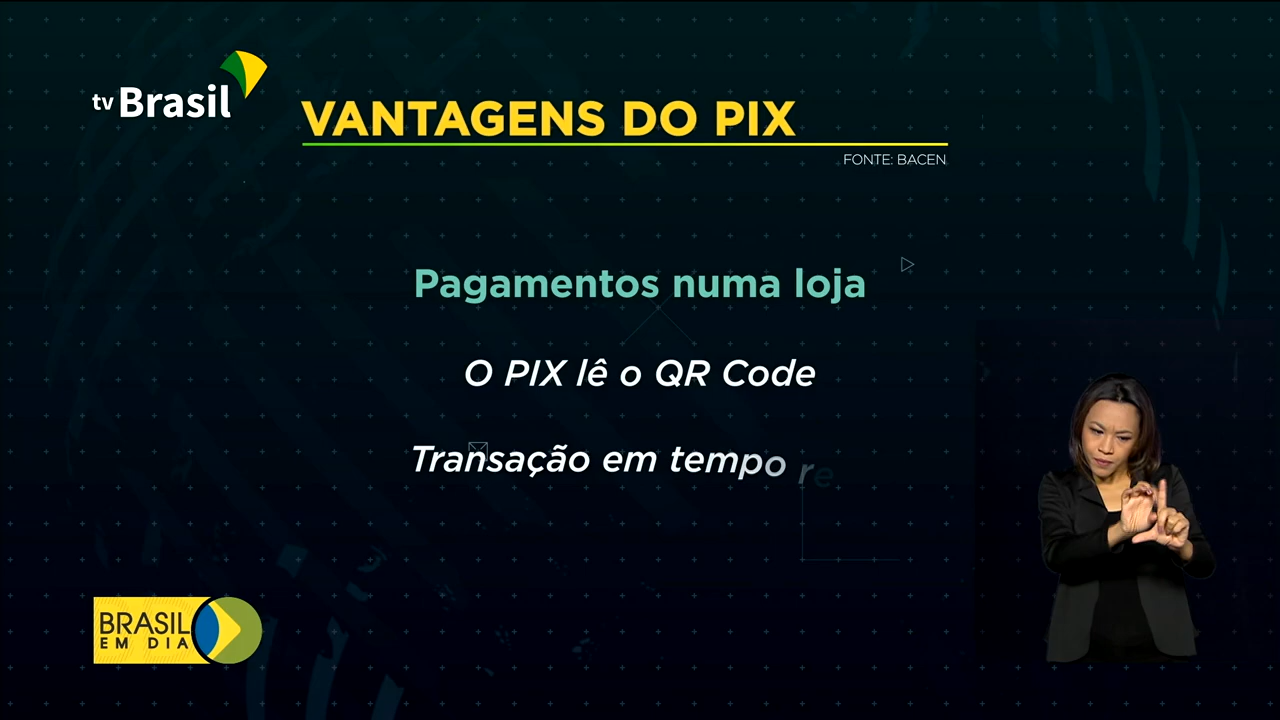 tv Brasil
VANTAGENS DO PIX
FONTE: BACEN
Pagamentos numa loja
O PIX lê o QR Code
Transação em tempo re
BRASIL
EM DIA